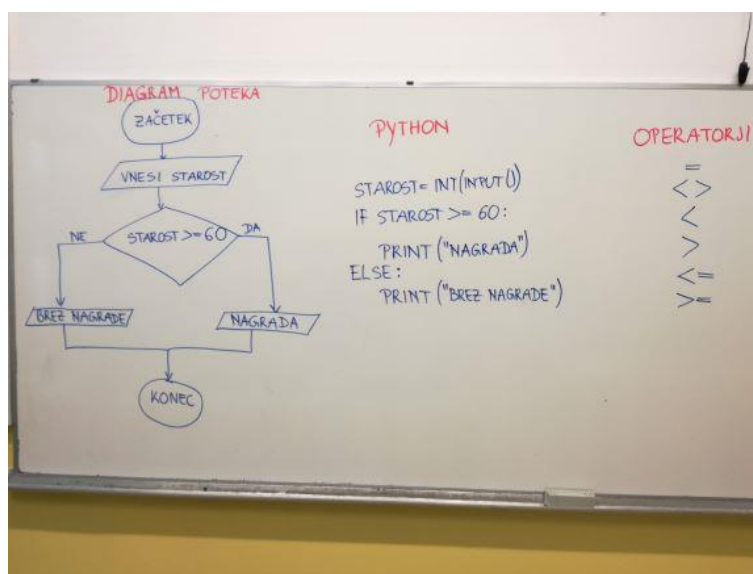 DIAGRAM POTEKA
ZAČETEK
VNESI STAROST
NE
STAROST >= 60
DA
BREZ NAGRADE
NAGRADA
KONEC
PYTHON
STAROST = INT(INPUT())
IF STAROST >= 60:
PRINT ("NAGRADA")
ELSE:
PRINT ("BREZ NAGRADE")
OPERATORJI
=
<>
<
>
<=
>=